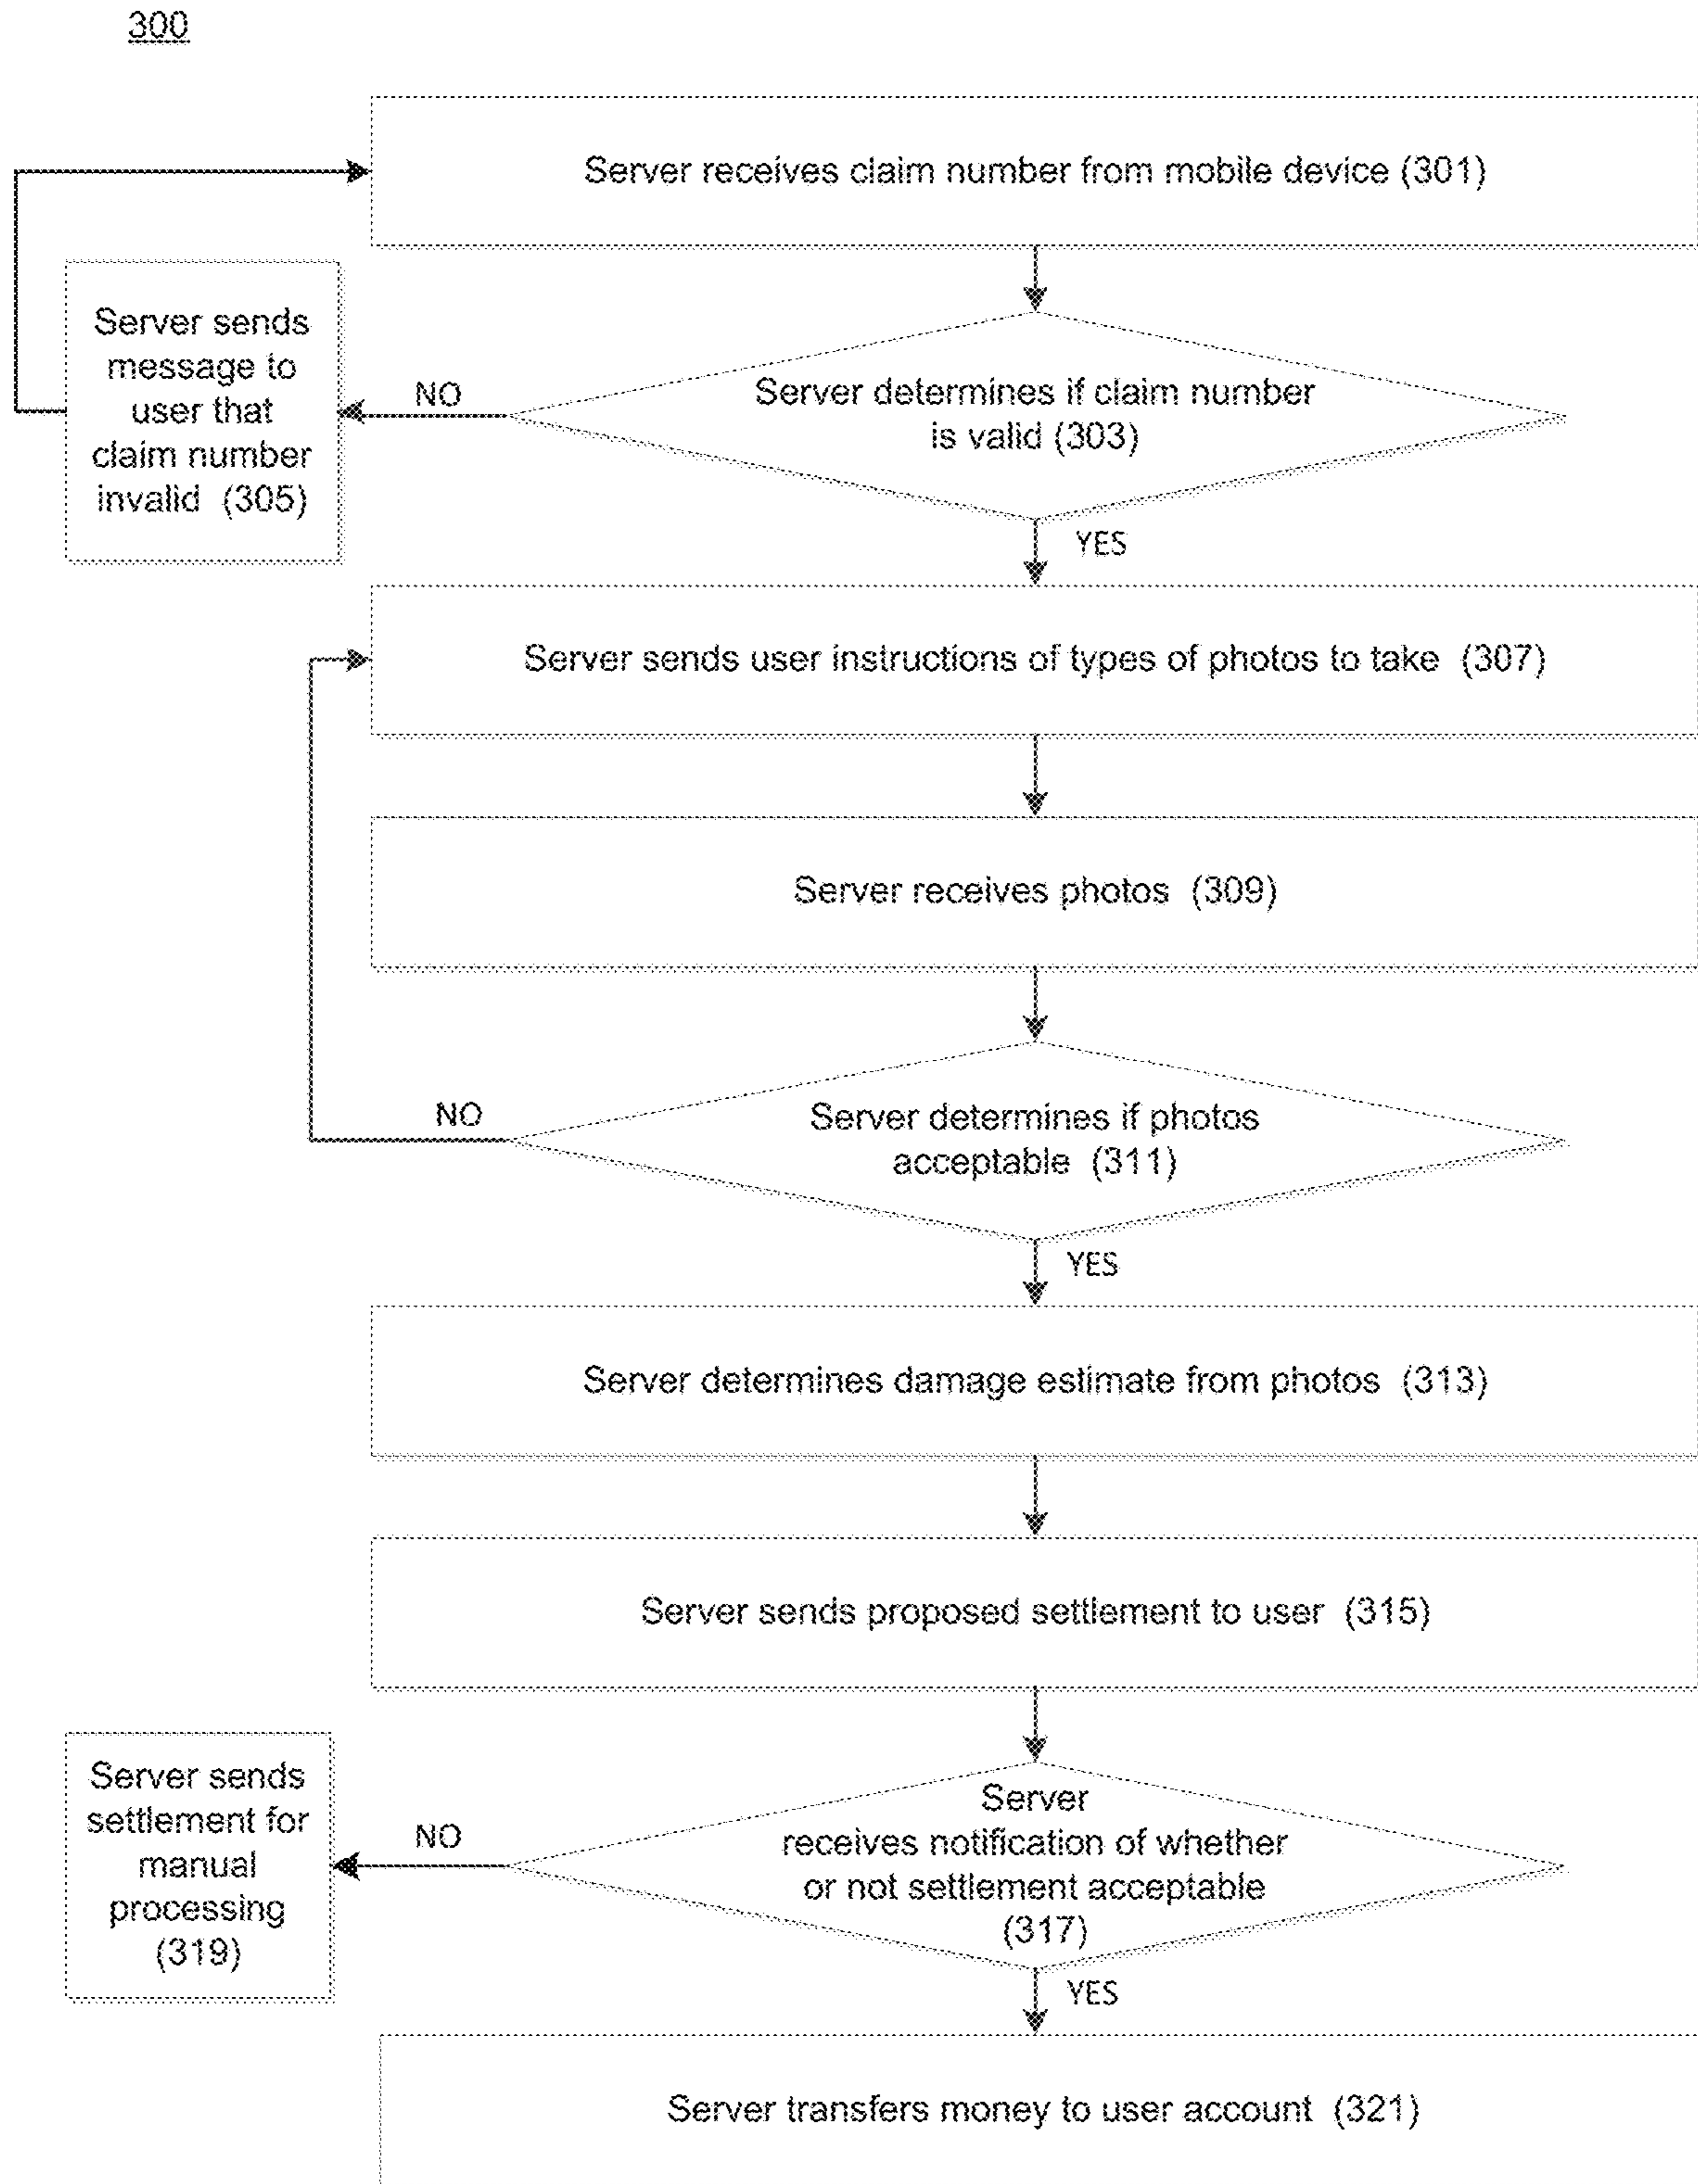 300
Server receives claim number from mobile device (301)
Server sends
message to
user that
claim number
invalid (305)
NO
Server determines if claim number
is valid (303)
YES
Server sends user instructions of types of photos to take (307)
Server receives photos (309)
NO
Server determines if photos
acceptable (311)
YES
Server determines damage estimate from photos (313)
Server sends proposed settlement to user (315)
Server sends
settlement for
manual
processing
(319)
NO
Server
receives notification of whether
or not settlement acceptable
(317)
YES
Server transfers money to user account (321)